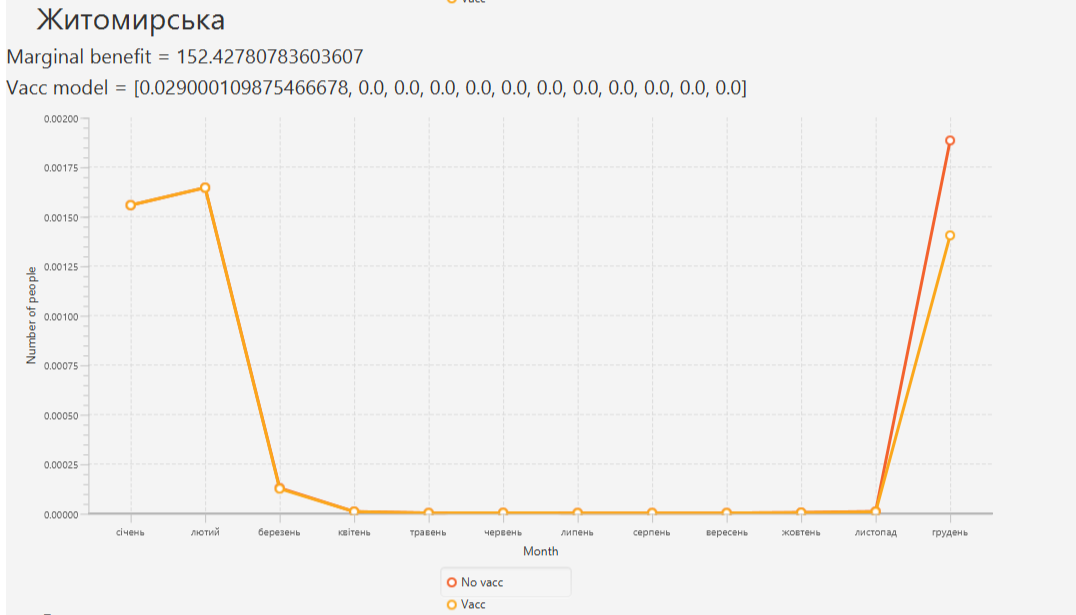 Vacc
Житомирська
Marginal benefit = 152.42780783603607
Vacc model = [0.029000109875466678, 0.0, 0.0, 0.0, 0.0, 0.0, 0.0, 0.0, 0.0, 0.0, 0.0, 0.0]
0.00200
0.00175
0.00150
0.00125
0.00100
0.00075
0.00050
0.00025
0.00000
Number of people
січень лютий березень квітень травень червень липень серпень вересень жовтень листопад грудень
Month
No vacc
Vacc